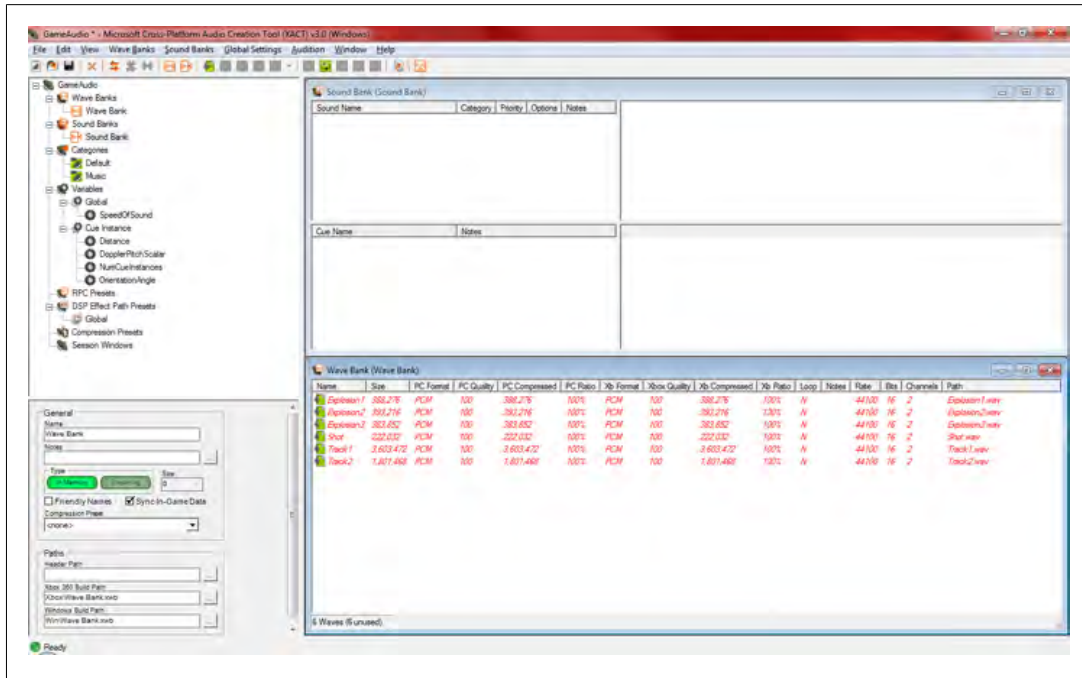 GameAudio * - Microsoft Cross-Platform Audio Creation Tool (XACT) v3.0 (Windows)
File Edit View Wave Banks Sound Banks Global Settings Audition Window Help
GameAudio
Wave Banks
Wave Bank
Sound Banks
Sound Bank
Categories
Default
Music
Variables
Global
SpeedOfSound
Cue Instance
Distance
DopplerPitchScalar
NumCueInstances
OrientationAngle
RPC Presets
DSP Effect Path Presets
Global
Compression Presets
Session Windows
Sound Bank (Sound Bank)
Sound Name Category Priority Options Notes
Cue Name Notes
Wave Bank (Wave Bank)
Name Size PC Format PC Quality PC Compressed PC Ratio Xb Format Xbox Quality Xb Compressed Xb Ratio Loop Notes Rate Bits Channels Path
Explosion1 388,276 PCM 100 388,276 100% PCM 100 388,276 100% N 44100 16 2 Explosion1.wav
Explosion2 393,216 PCM 100 393,216 100% PCM 100 393,216 100% N 44100 16 2 Explosion2.wav
Explosion3 383,852 PCM 100 383,852 100% PCM 100 383,852 100% N 44100 16 2 Explosion3.wav
Shot 222,032 PCM 100 222,032 100% PCM 100 222,032 100% N 44100 16 2 Shot.wav
Track1 3,603,472 PCM 100 3,603,472 100% PCM 100 3,603,472 100% N 44100 16 2 Track1.wav
Track2 1,801,468 PCM 100 1,801,468 100% PCM 100 1,801,468 100% N 44100 16 2 Track2.wav
6 Waves (6 unused)
General
Name
Wave Bank
Notes
Type
In Memory Streaming
Size
0
Friendly Names Sync In-Game Data
Compression Preset
<none>
Paths
Header Path
Xbox 360 Build Path
Xbox\Wave Bank.xwb
Windows Build Path
Win\Wave Bank.xwb
Ready